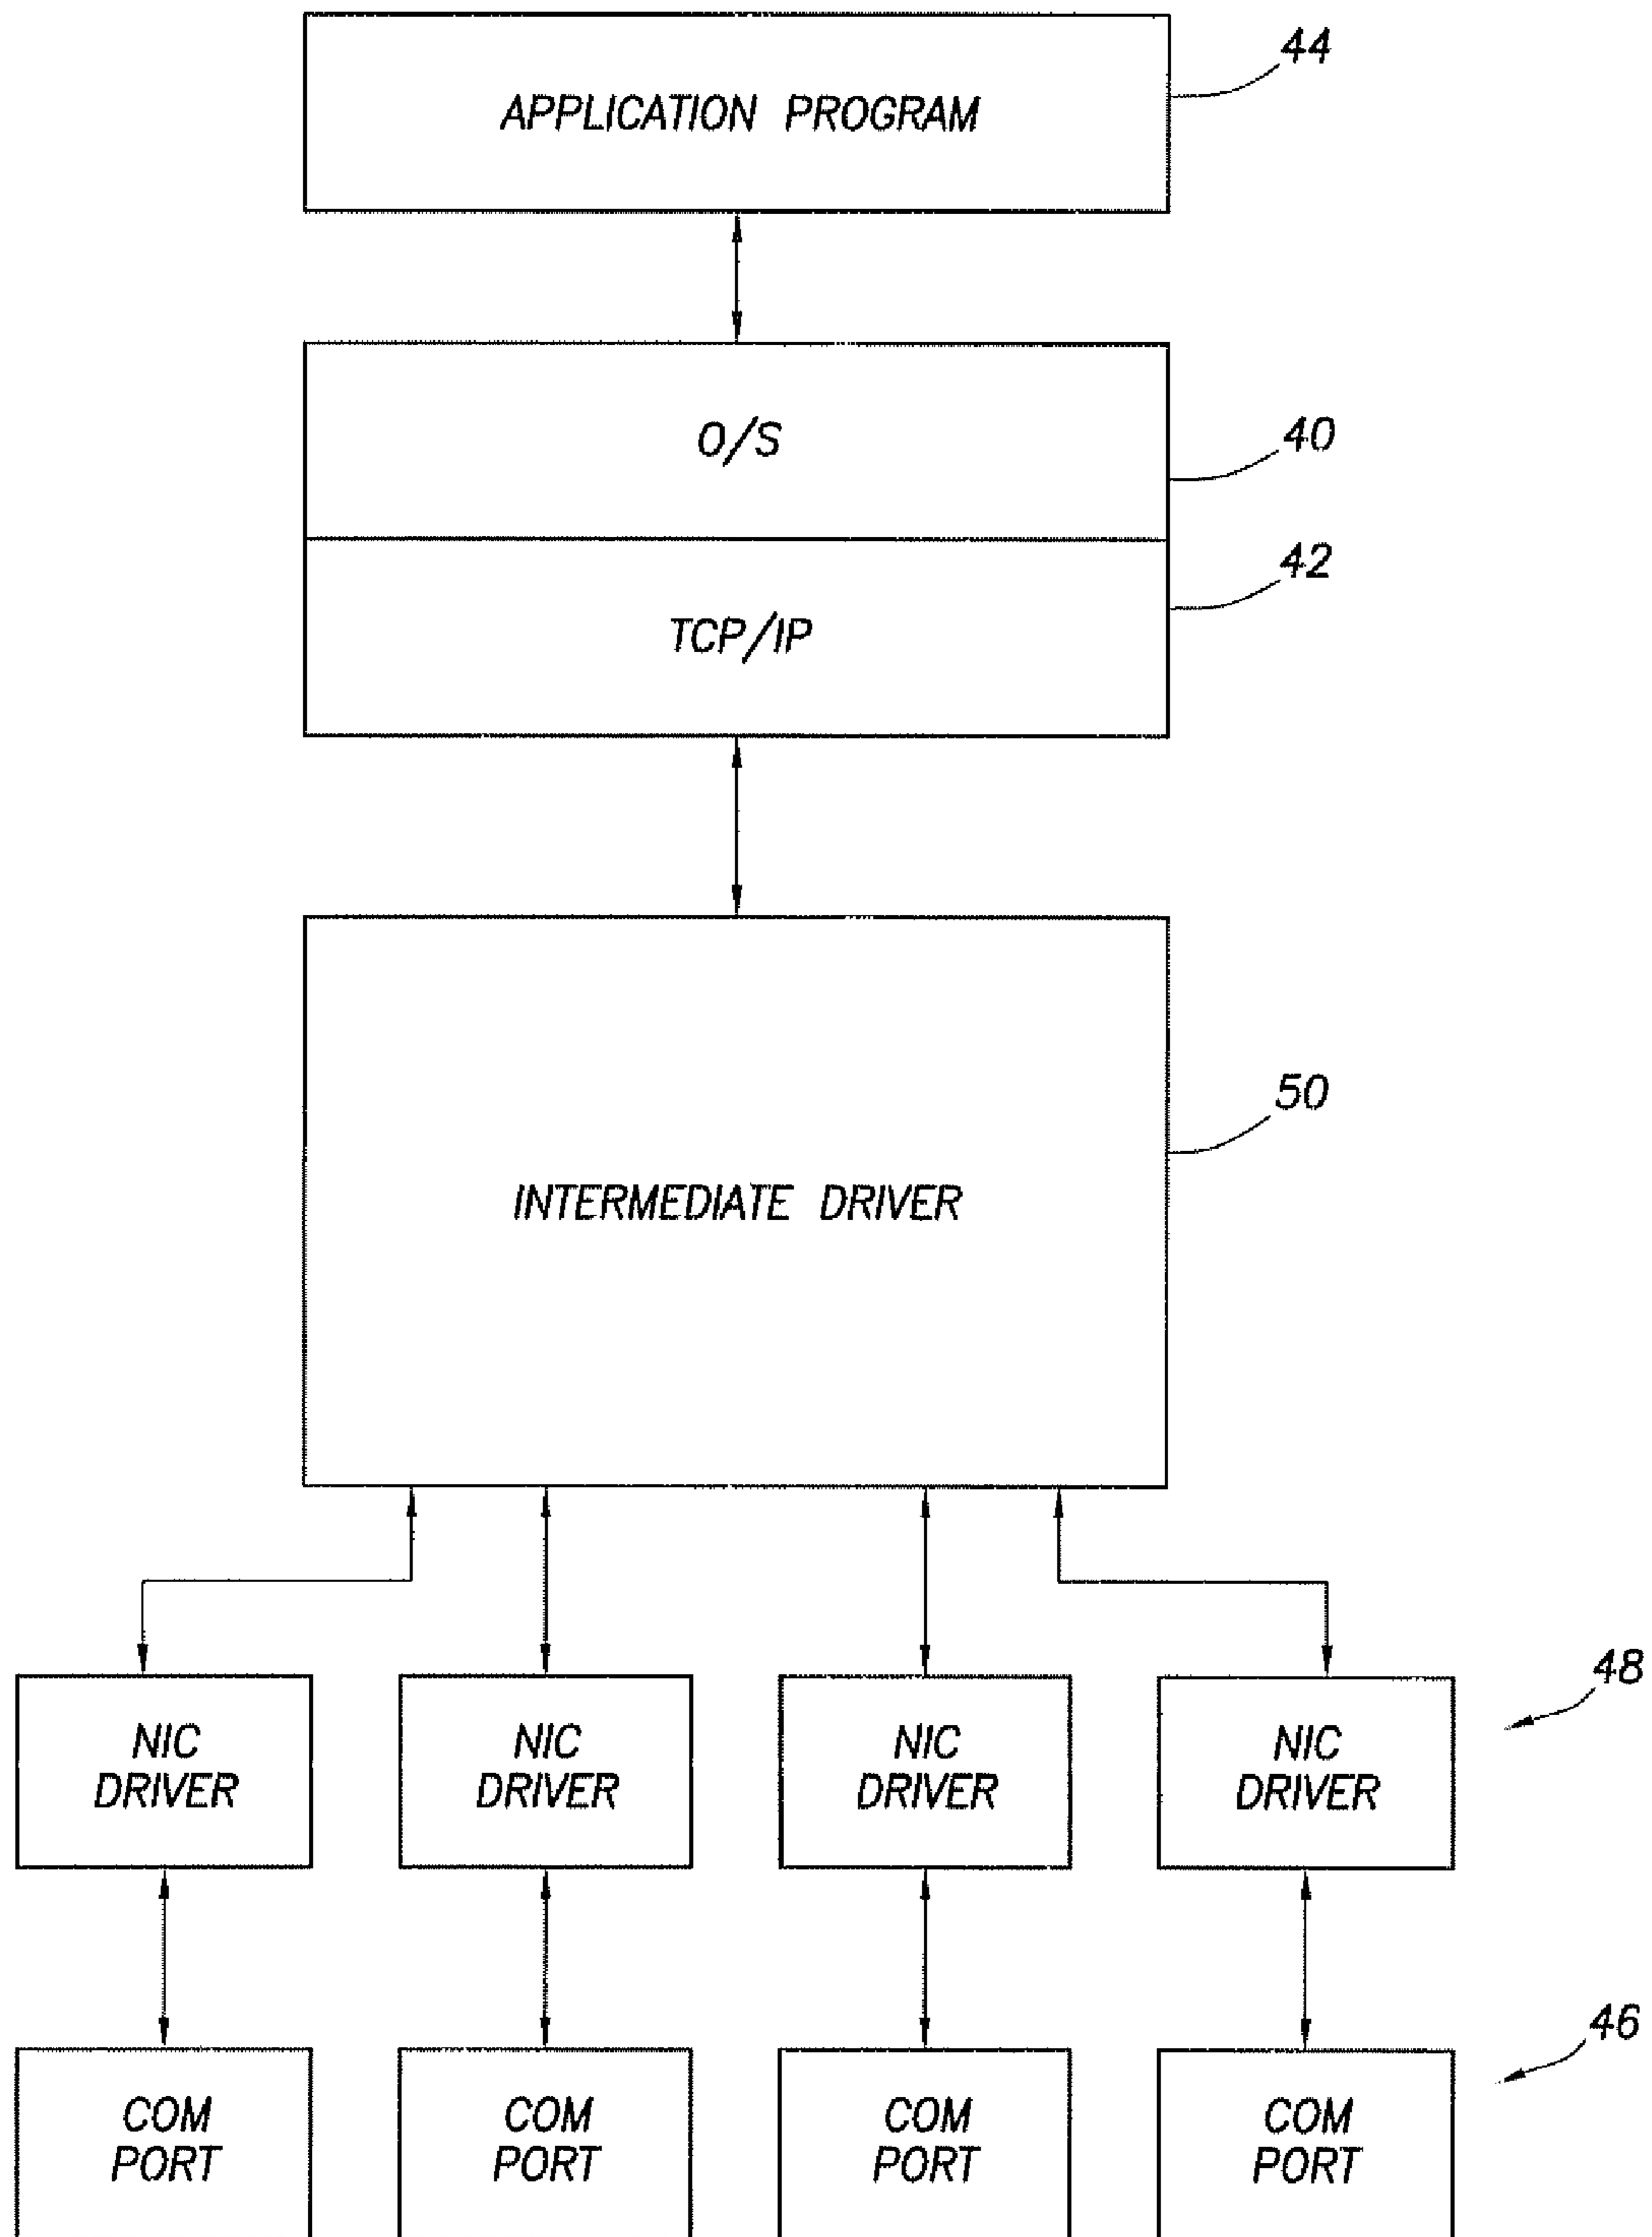 APPLICATION PROGRAM
44
O/S
40
TCP/IP
42
INTERMEDIATE DRIVER
50
NIC
DRIVER
NIC
DRIVER
NIC
DRIVER
NIC
DRIVER
48
COM
PORT
COM
PORT
COM
PORT
COM
PORT
46